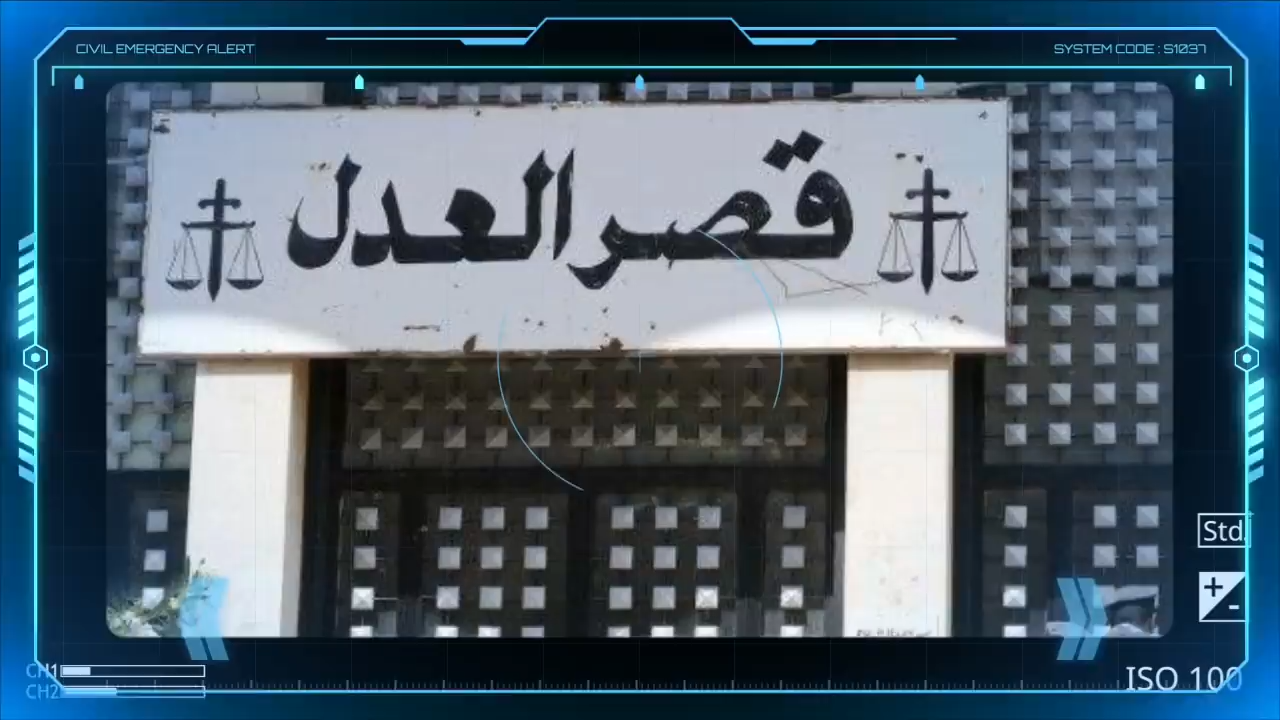 CIVIL EMERGENCY ALERT
SYSTEM CODE : S1037
قصر العدل
Std.
CH1
CH2
ISO 100